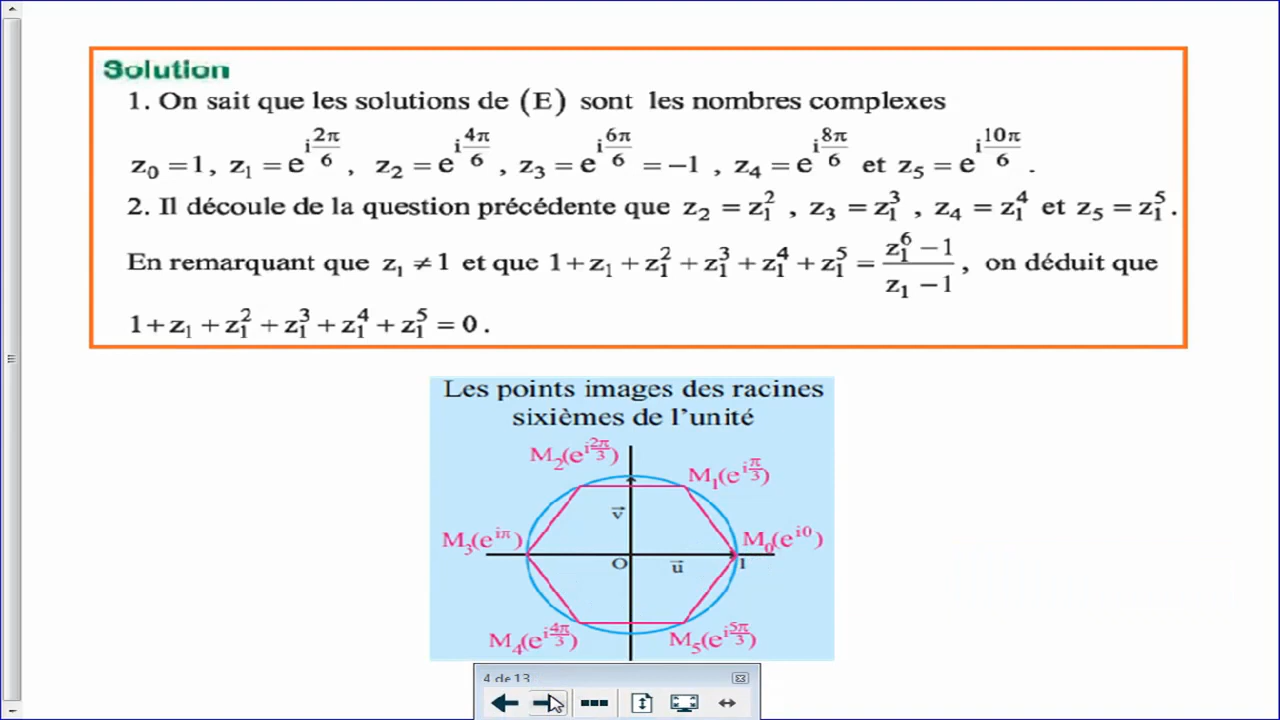 Solution
1. On sait que les solutions de (E) sont les nombres complexes
z₀ = 1, z₁ = e^{i2π/6}, z₂ = e^{i4π/6}, z₃ = e^{i6π/6} = −1, z₄ = e^{i8π/6} et z₅ = e^{i10π/6}.
2. Il découle de la question précédente que z₂ = z₁², z₃ = z₁³, z₄ = z₁⁴ et z₅ = z₁⁵.
En remarquant que z₁ ≠ 1 et que 1 + z₁ + z₁² + z₁³ + z₁⁴ + z₁⁵ = (z₁⁶ − 1)/(z₁ − 1), on déduit que
1 + z₁ + z₁² + z₁³ + z₁⁴ + z₁⁵ = 0.
Les points images des racines
sixièmes de l'unité
M₂(e^{i2π/3})
M₁(e^{iπ/3})
v⃗
M₃(e^{iπ})
M₀(e^{i0})
O
u⃗
1
M₄(e^{i4π/3})
M₅(e^{i5π/3})
4 de 13